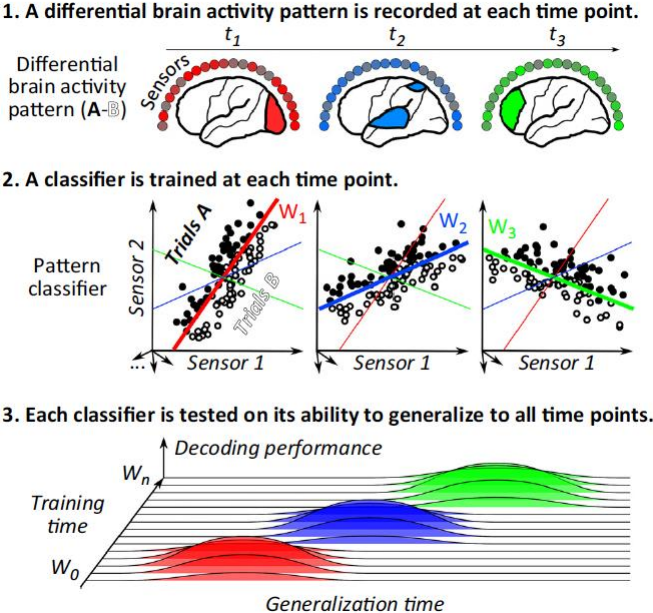 1. A differential brain activity pattern is recorded at each time point.
t1
t2
t3
Differential
brain activity
pattern (A-B)
Sensors
2. A classifier is trained at each time point.
Pattern
classifier
Sensor 2
Trials A
Trials B
W1
W2
W3
...
Sensor 1
Sensor 1
Sensor 1
3. Each classifier is tested on its ability to generalize to all time points.
Decoding performance
Wn
Training
time
W0
Generalization time